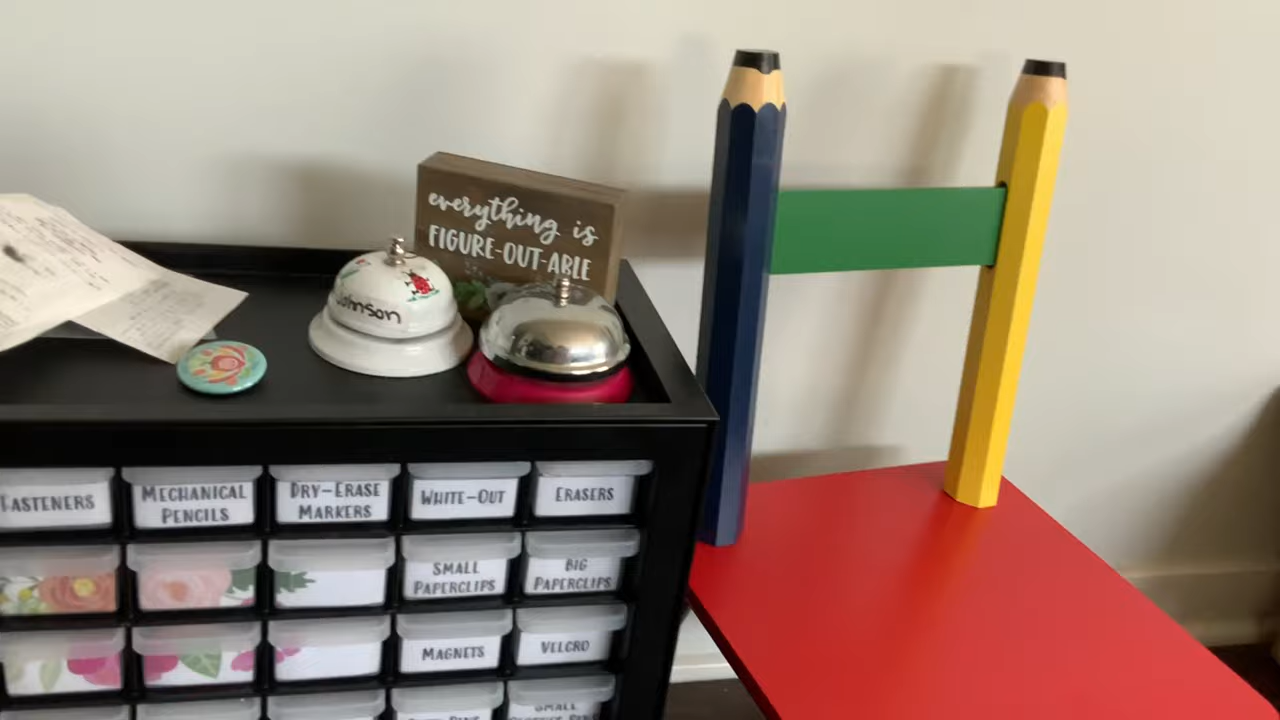 everything is
FIGURE-OUT-ABLE
Johnson
FASTENERS
MECHANICAL
PENCILS
DRY-ERASE
MARKERS
WHITE-OUT
ERASERS
SMALL
PAPERCLIPS
BIG
PAPERCLIPS
MAGNETS
VELCRO
SMALL